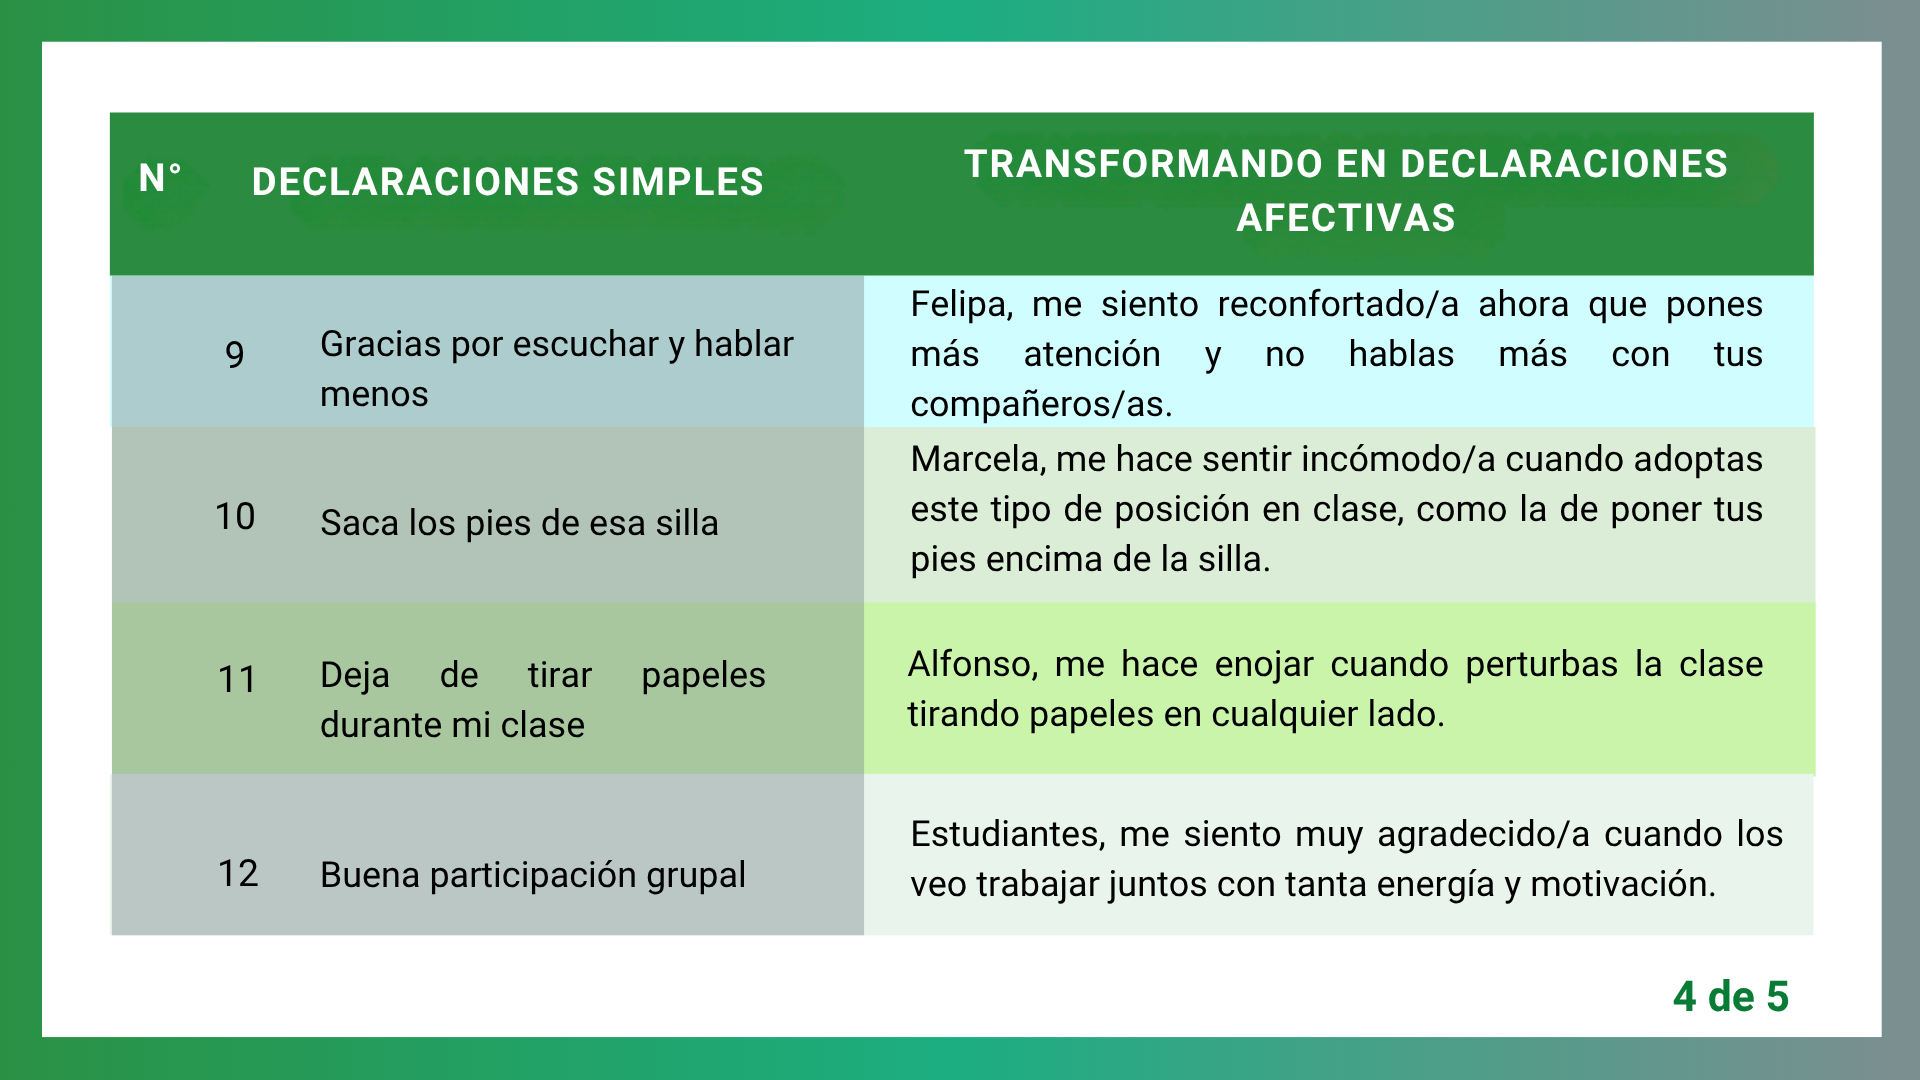 N° DECLARACIONES SIMPLES
TRANSFORMANDO EN DECLARACIONES
AFECTIVAS
9
Gracias por escuchar y hablar
menos
Felipa, me siento reconfortado/a ahora que pones
más atención y no hablas más con tus
compañeros/as.
10
Saca los pies de esa silla
Marcela, me hace sentir incómodo/a cuando adoptas
este tipo de posición en clase, como la de poner tus
pies encima de la silla.
11
Deja de tirar papeles
durante mi clase
Alfonso, me hace enojar cuando perturbas la clase
tirando papeles en cualquier lado.
12
Buena participación grupal
Estudiantes, me siento muy agradecido/a cuando los
veo trabajar juntos con tanta energía y motivación.
4 de 5